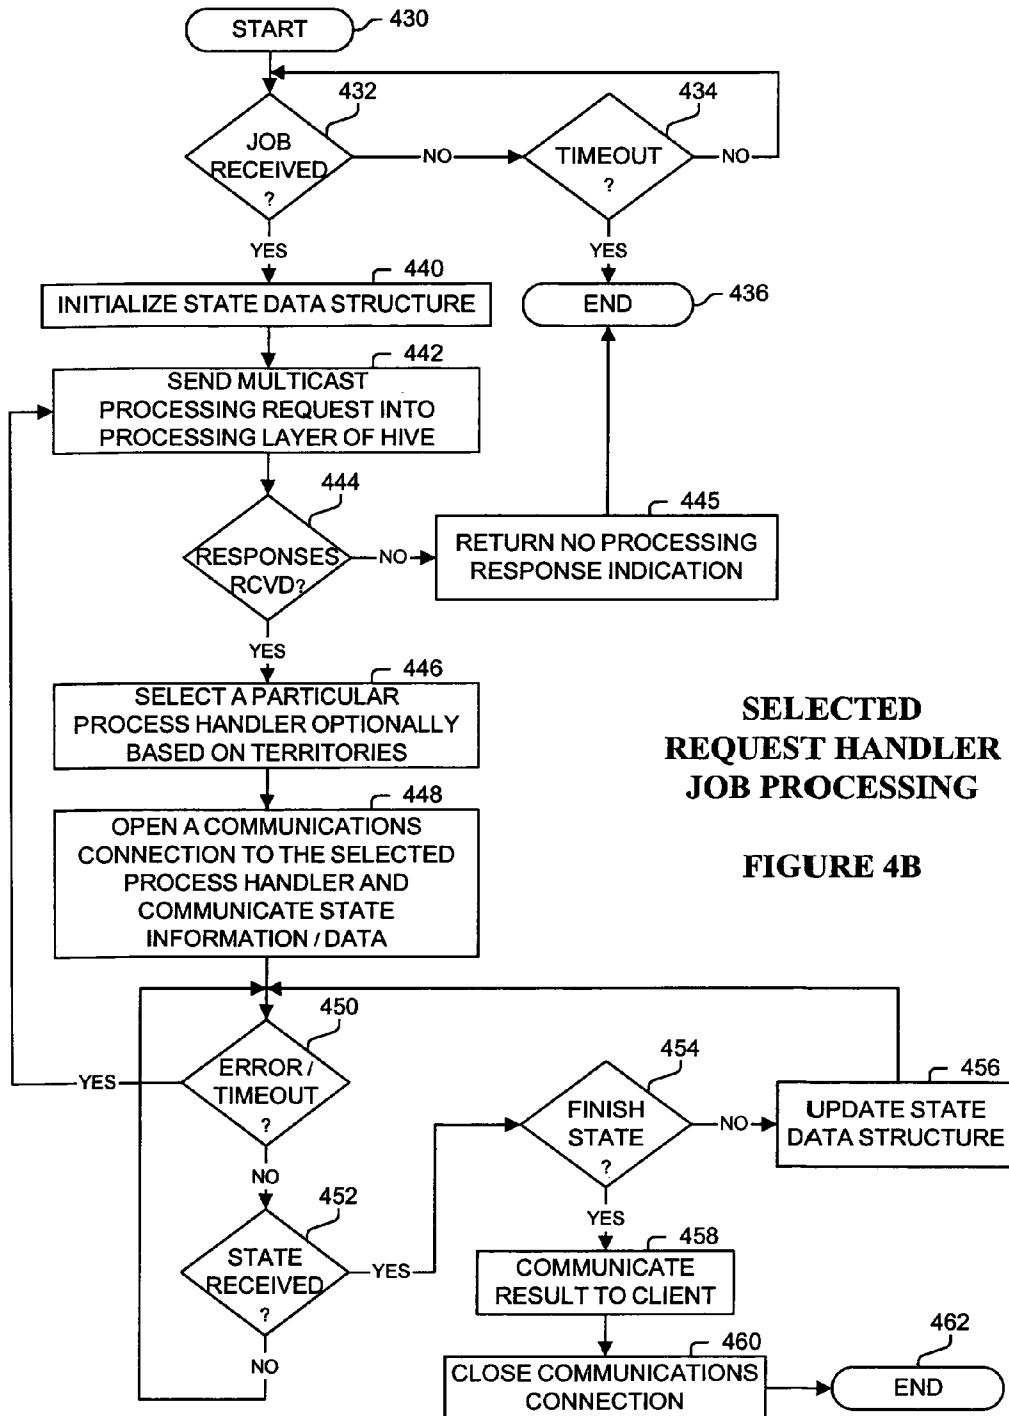 START
430
432
434
JOB
RECEIVED
?
NO
TIMEOUT
?
NO
YES
YES
440
INITIALIZE STATE DATA STRUCTURE
END
436
442
SEND MULTICAST
PROCESSING REQUEST INTO
PROCESSING LAYER OF HIVE
444
RESPONSES
RCVD?
NO
445
RETURN NO PROCESSING
RESPONSE INDICATION
YES
446
SELECT A PARTICULAR
PROCESS HANDLER OPTIONALLY
BASED ON TERRITORIES
SELECTED
REQUEST HANDLER
JOB PROCESSING
FIGURE 4B
448
OPEN A COMMUNICATIONS
CONNECTION TO THE SELECTED
PROCESS HANDLER AND
COMMUNICATE STATE
INFORMATION / DATA
450
ERROR /
TIMEOUT
?
YES
NO
452
STATE
RECEIVED
?
YES
NO
454
FINISH
STATE
?
NO
456
UPDATE STATE
DATA STRUCTURE
YES
458
COMMUNICATE
RESULT TO CLIENT
460
CLOSE COMMUNICATIONS
CONNECTION
462
END